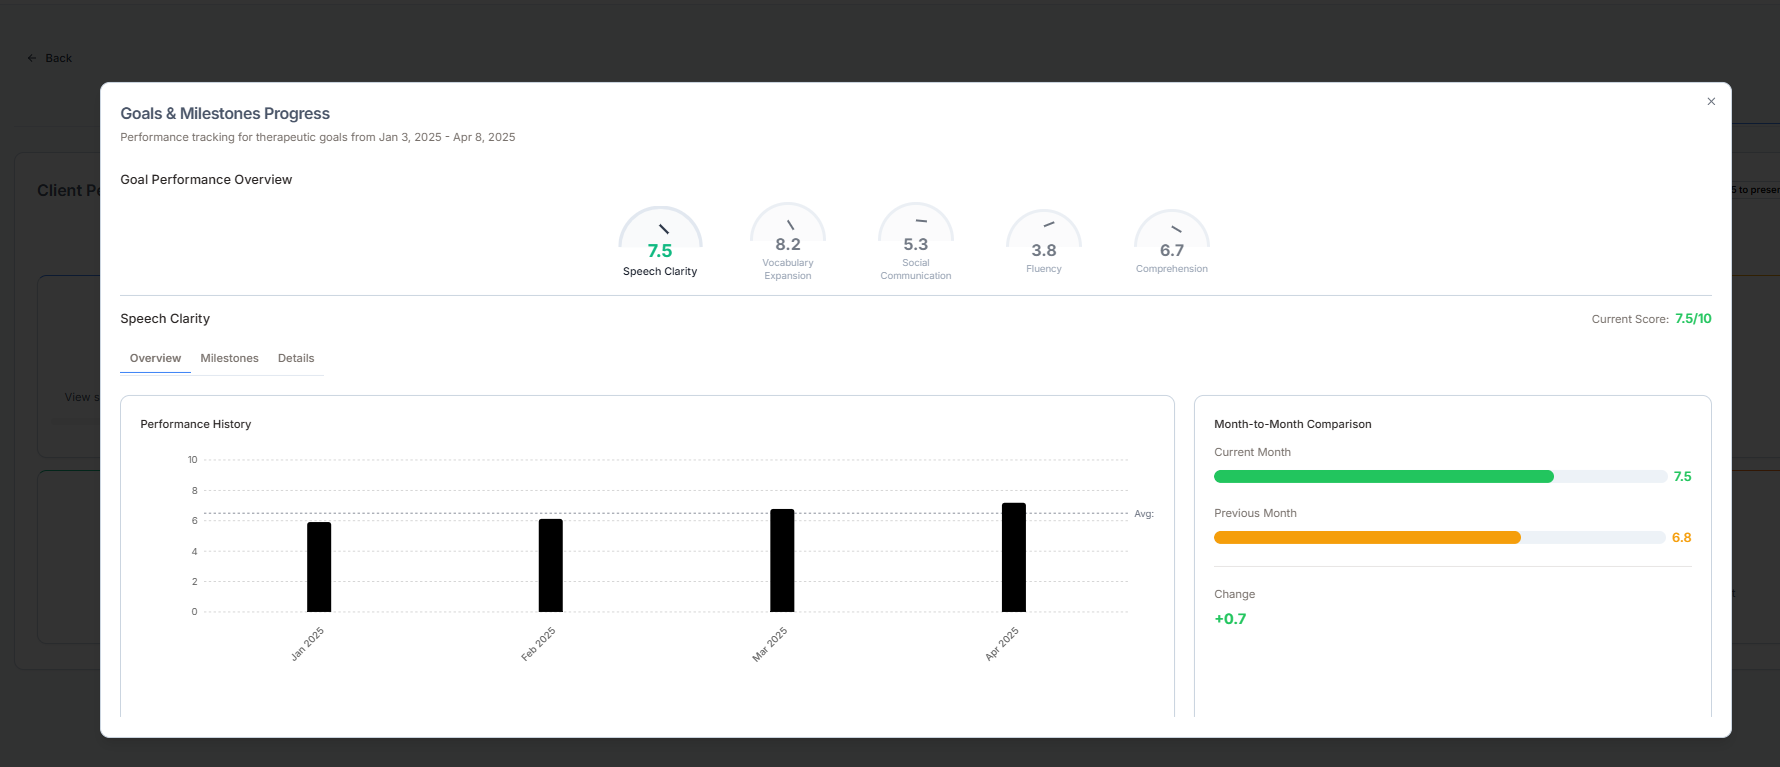 ← Back
Client Pe
5 to presen
View s
Goals & Milestones Progress
Performance tracking for therapeutic goals from Jan 3, 2025 - Apr 8, 2025
Goal Performance Overview
7.5
Speech Clarity
8.2
Vocabulary
Expansion
5.3
Social
Communication
3.8
Fluency
6.7
Comprehension
Speech Clarity
Current Score: 7.5/10
Overview Milestones Details
Performance History
10
8
6
4
2
0
Avg:
Jan 2025
Feb 2025
Mar 2025
Apr 2025
Month-to-Month Comparison
Current Month
7.5
Previous Month
6.8
Change
+0.7